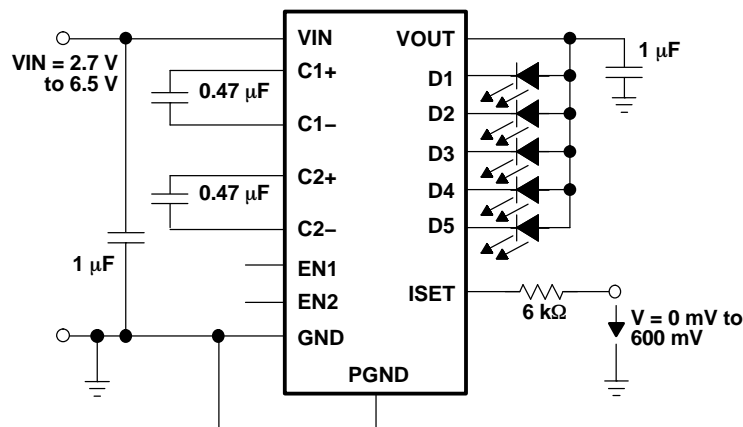 VIN
VOUT
1 μF
VIN = 2.7 V
to 6.5 V
C1+
0.47 μF
D1
D2
C1−
D3
C2+
D4
0.47 μF
D5
C2−
1 μF
EN1
ISET
EN2
6 kΩ
V = 0 mV to
600 mV
GND
PGND